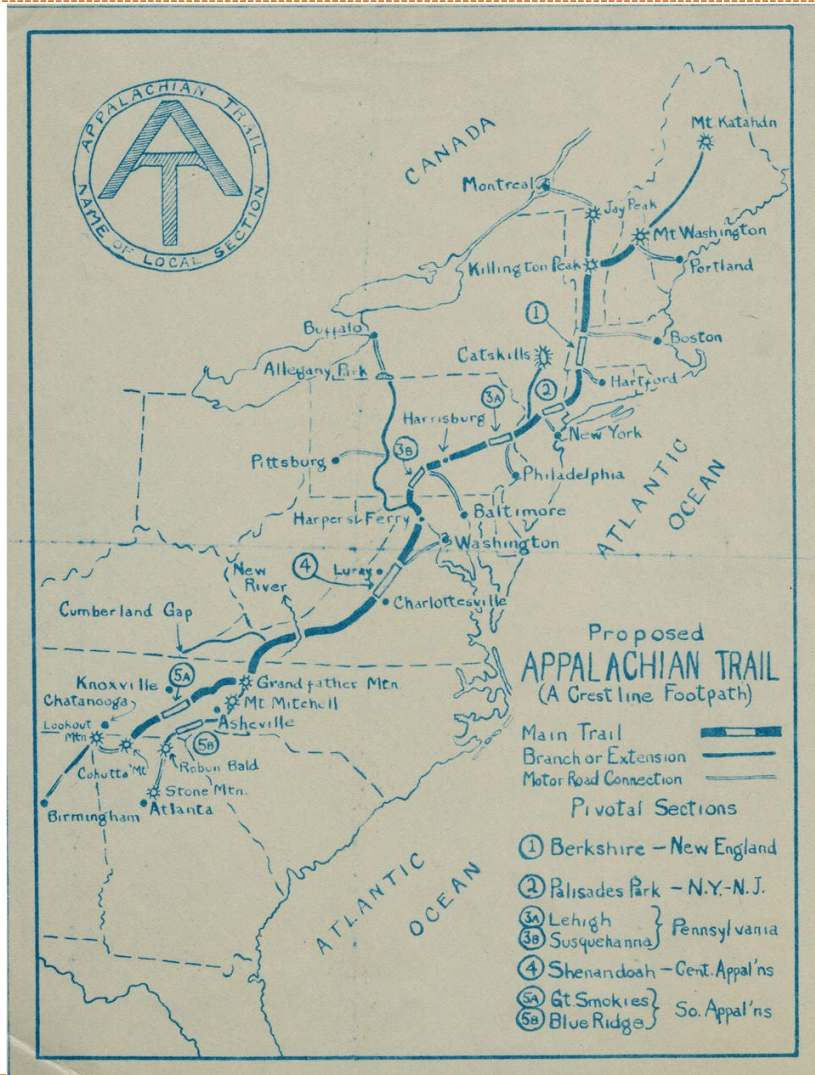 APPALACHIAN TRAIL
NAME OF LOCAL SECTION
AT
CANADA
Mt. Katahdn
Montreal
Jay Peak
Mt Washington
Killington Peak
Portland
Buffalo
Boston
Catskills
Allegany Park
Hartford
1
2
3A
Harrisburg
New York
3B
Pittsburg
Philadelphia
ATLANTIC
OCEAN
Baltimore
Harpers Ferry
Washington
4
Luray
New
River
Charlottesville
Cumberland Gap
Knoxville
5A
Grandfather Mtn.
Chatanooga
Mt Mitchell
Asheville
Lookout
Mtn
5B
Cohutta Mt
Robun Bald
Stone Mtn.
Birmingham
Atlanta
ATLANTIC
OCEAN
Proposed
APPALACHIAN TRAIL
(A Crestline Footpath)
Main Trail
Branch or Extension
Motor Road Connection
Pivotal Sections
1 Berkshire – New England
2 Palisades Park – N.Y.-N.J.
3A Lehigh
3B Susquehanna } Pennsylvania
4 Shenandoah – Cent. Appal'ns
5A Gt. Smokies
5B Blue Ridge } So. Appal'ns